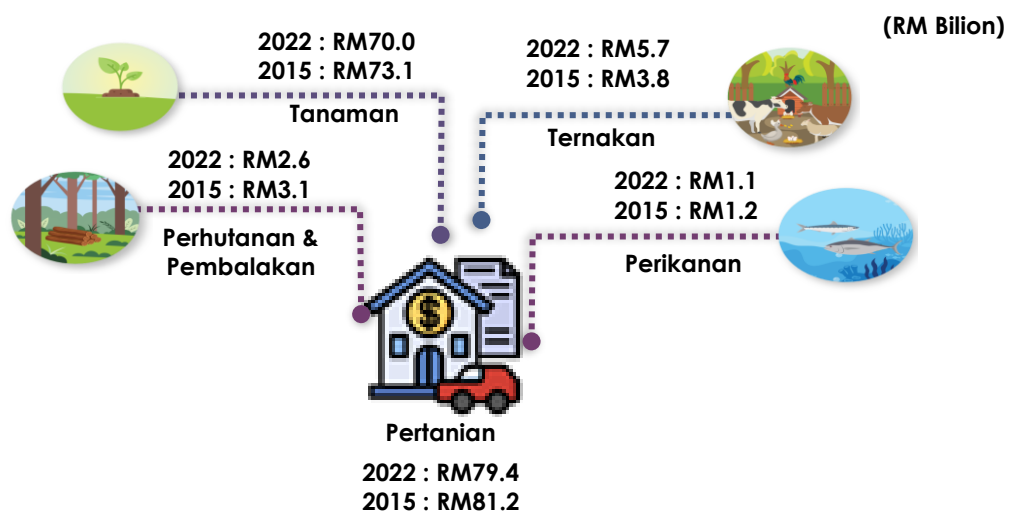 (RM Bilion)
2022 : RM70.0
2015 : RM73.1
Tanaman
2022 : RM5.7
2015 : RM3.8
Ternakan
2022 : RM2.6
2015 : RM3.1
Perhutanan &
Pembalakan
2022 : RM1.1
2015 : RM1.2
Perikanan
$
Pertanian
2022 : RM79.4
2015 : RM81.2